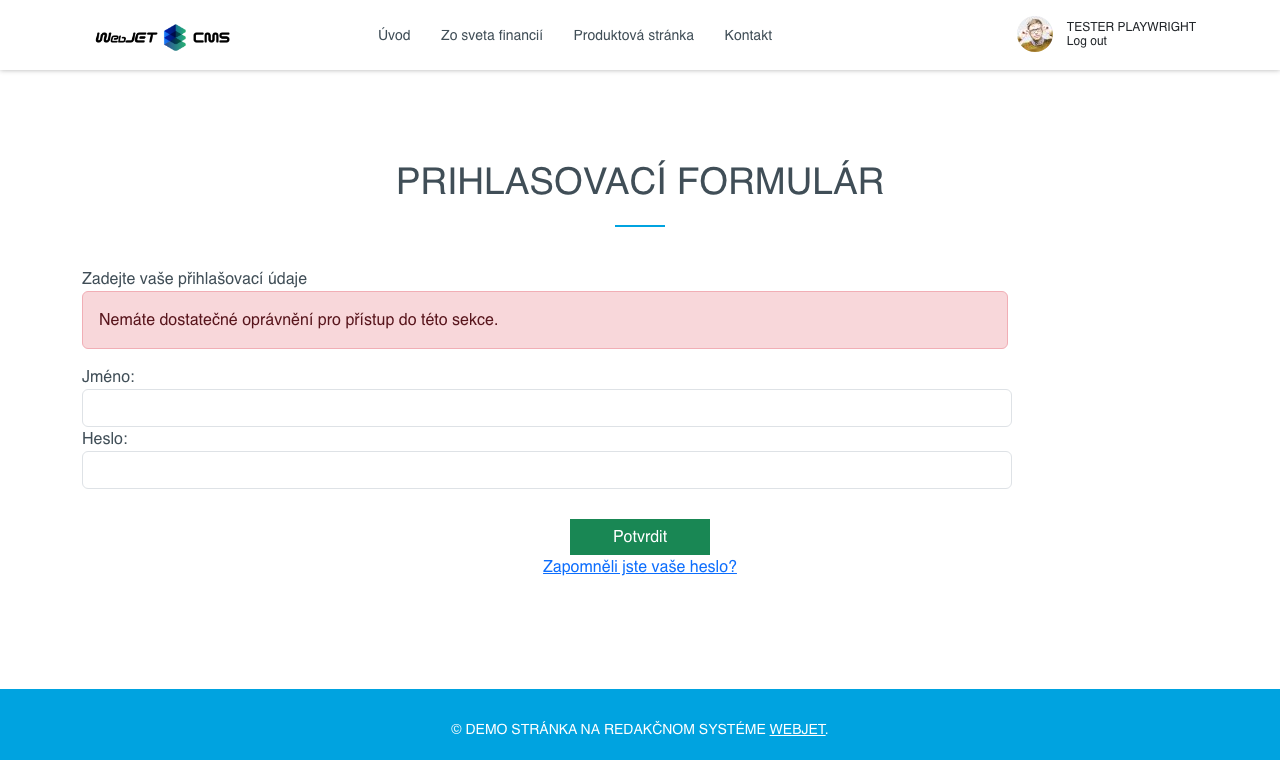 WebJET CMS
Úvod Zo sveta financií Produktová stránka Kontakt
TESTER PLAYWRIGHT
Log out
PRIHLASOVACÍ FORMULÁR
Zadejte vaše přihlašovací údaje
Nemáte dostatečné oprávnění pro přístup do této sekce.
Jméno:
Heslo:
Potvrdit
Zapomněli jste vaše heslo?
© DEMO STRÁNKA NA REDAKČNOM SYSTÉME WEBJET.